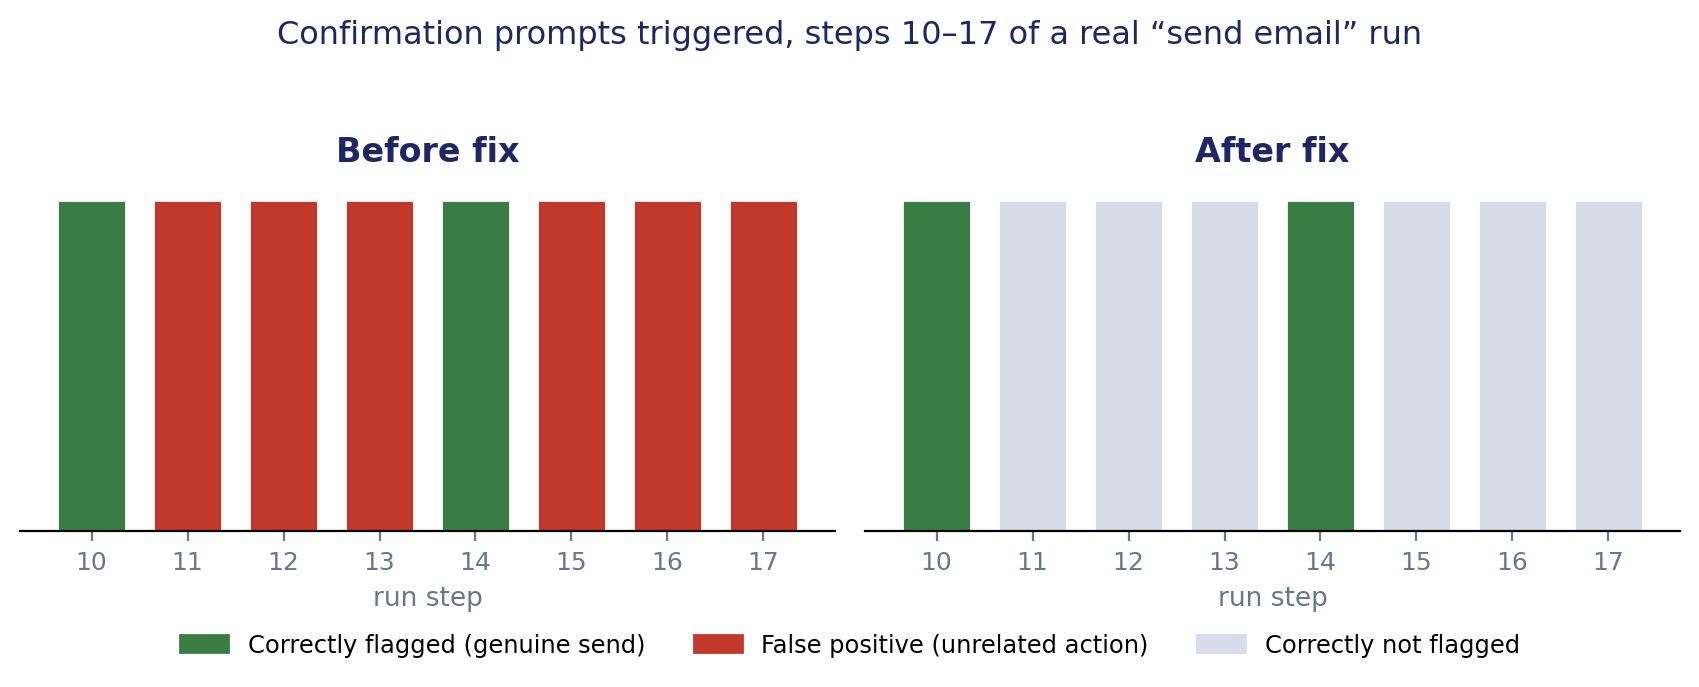 Confirmation prompts triggered, steps 10–17 of a real “send email” run
Before fix
After fix
10 11 12 13 14 15 16 17
run step
10 11 12 13 14 15 16 17
run step
Correctly flagged (genuine send)
False positive (unrelated action)
Correctly not flagged